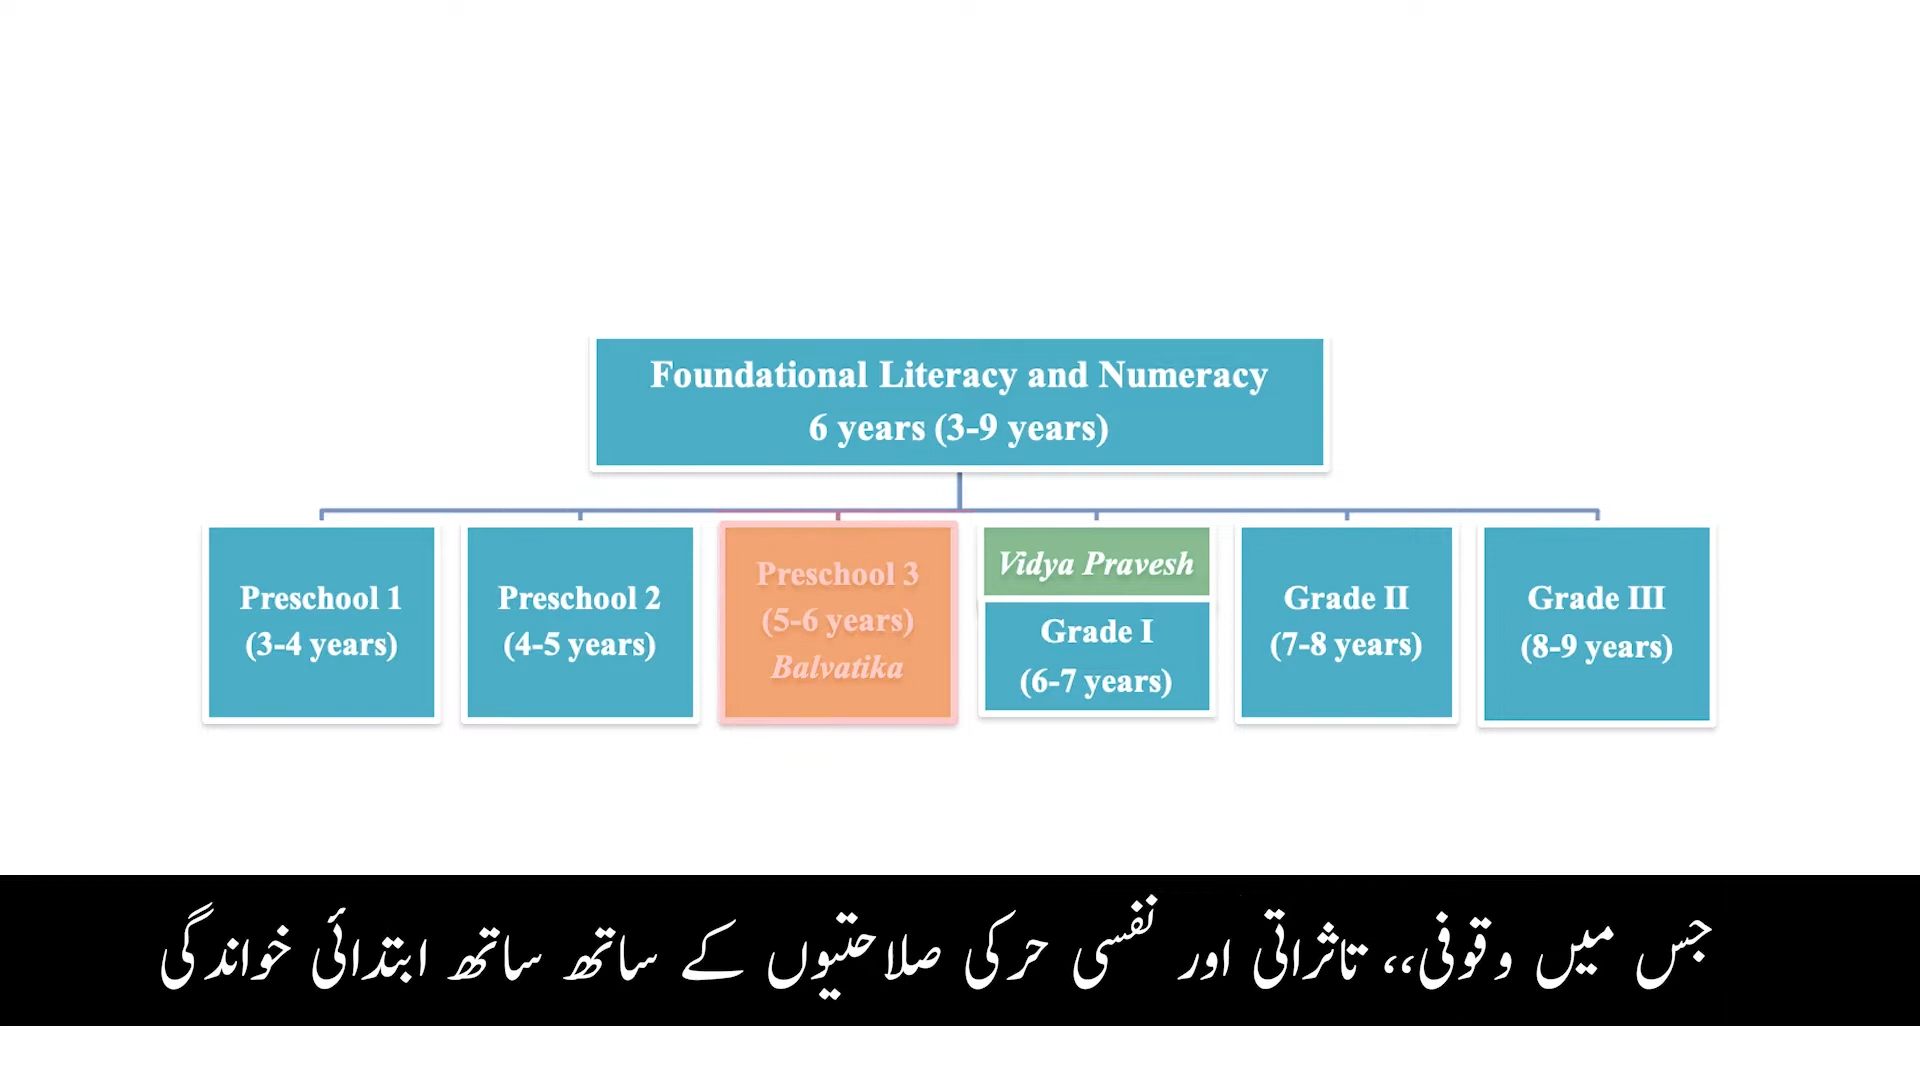 Foundational Literacy and Numeracy
6 years (3-9 years)
Preschool 1
(3-4 years)
Preschool 2
(4-5 years)
Preschool 3
(5-6 years)
Balvatika
Vidya Pravesh
Grade I
(6-7 years)
Grade II
(7-8 years)
Grade III
(8-9 years)
جس میں وقوفی،، تاثراتی اور نفسی حرکی صلاحتیوں کے ساتھ ساتھ ابتدائی خواندگی